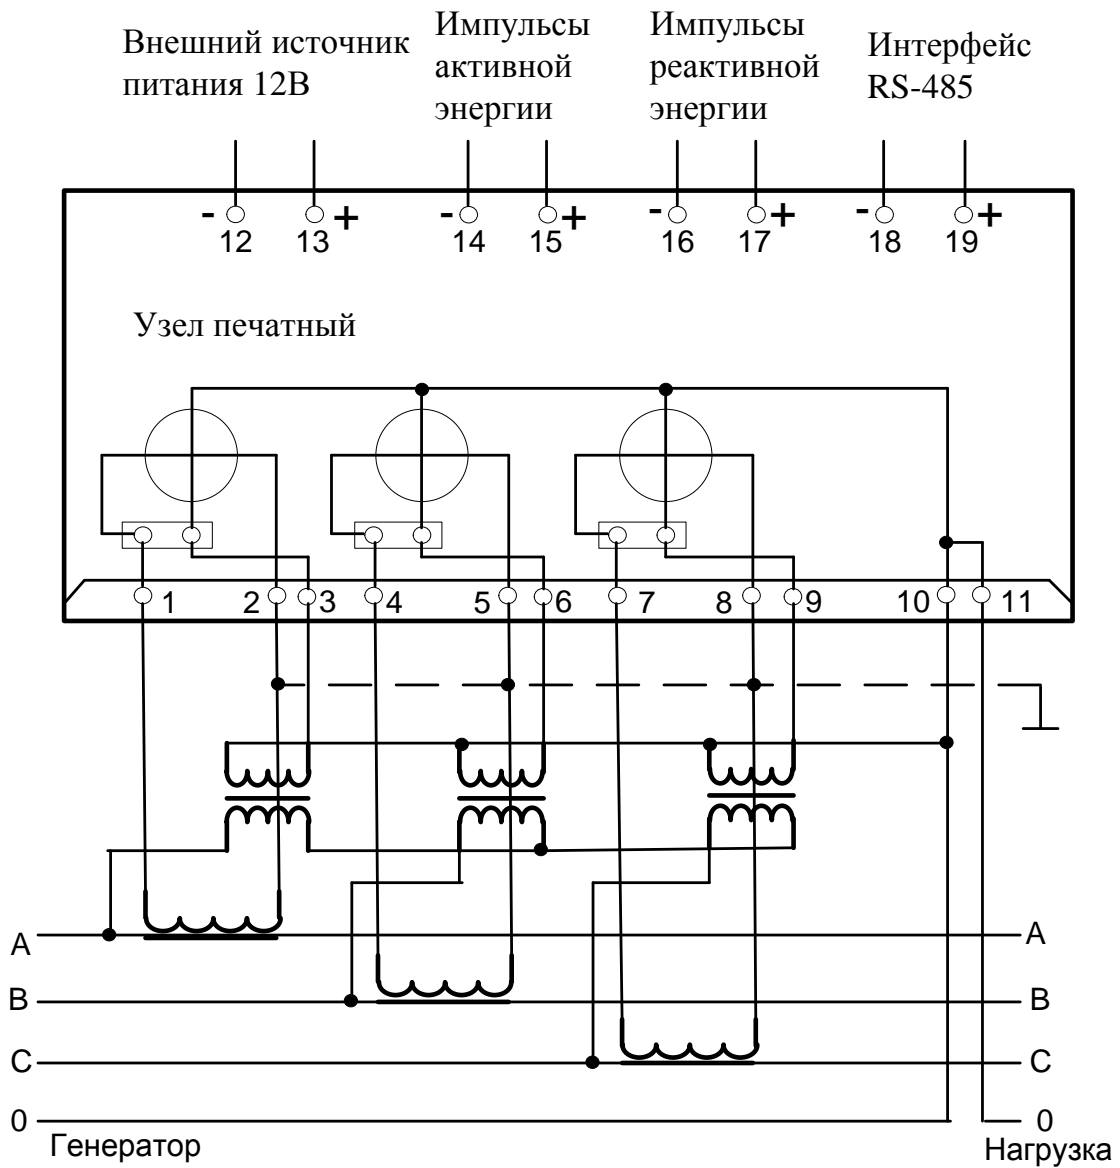 Внешний источник
питания 12В
Импульсы
активной
энергии
Импульсы
реактивной
энергии
Интерфейс
RS-485
- + - + - + - +
12 13 14 15 16 17 18 19
Узел печатный
1 2 3 4 5 6 7 8 9 10 11
A A
B B
C C
0 0
Генератор
Нагрузка